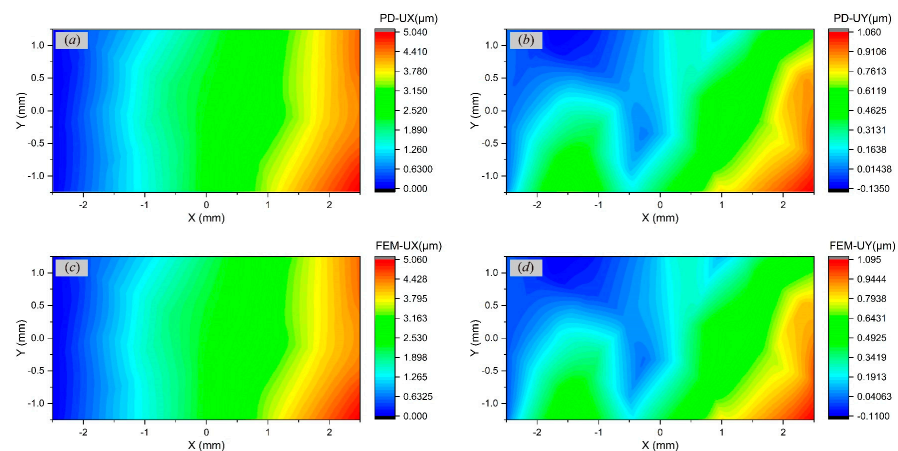 PD-UX(μm)
(a)
5.040
4.410
3.780
3.150
2.520
1.890
1.260
0.6300
0.000
1.0
0.5
0.0
-0.5
-1.0
Y (mm)
-2 -1 0 1 2
X (mm)
PD-UY(μm)
(b)
1.060
0.9106
0.7613
0.6119
0.4625
0.3131
0.1638
0.01438
-0.1350
1.0
0.5
0.0
-0.5
-1.0
Y (mm)
-2 -1 0 1 2
X (mm)
FEM-UX(μm)
(c)
5.060
4.428
3.795
3.163
2.530
1.898
1.265
0.6325
0.000
1.0
0.5
0.0
-0.5
-1.0
Y (mm)
-2 -1 0 1 2
X (mm)
FEM-UY(μm)
(d)
1.095
0.9444
0.7938
0.6431
0.4925
0.3419
0.1913
0.04063
-0.1100
1.0
0.5
0.0
-0.5
-1.0
Y (mm)
-2 -1 0 1 2
X (mm)